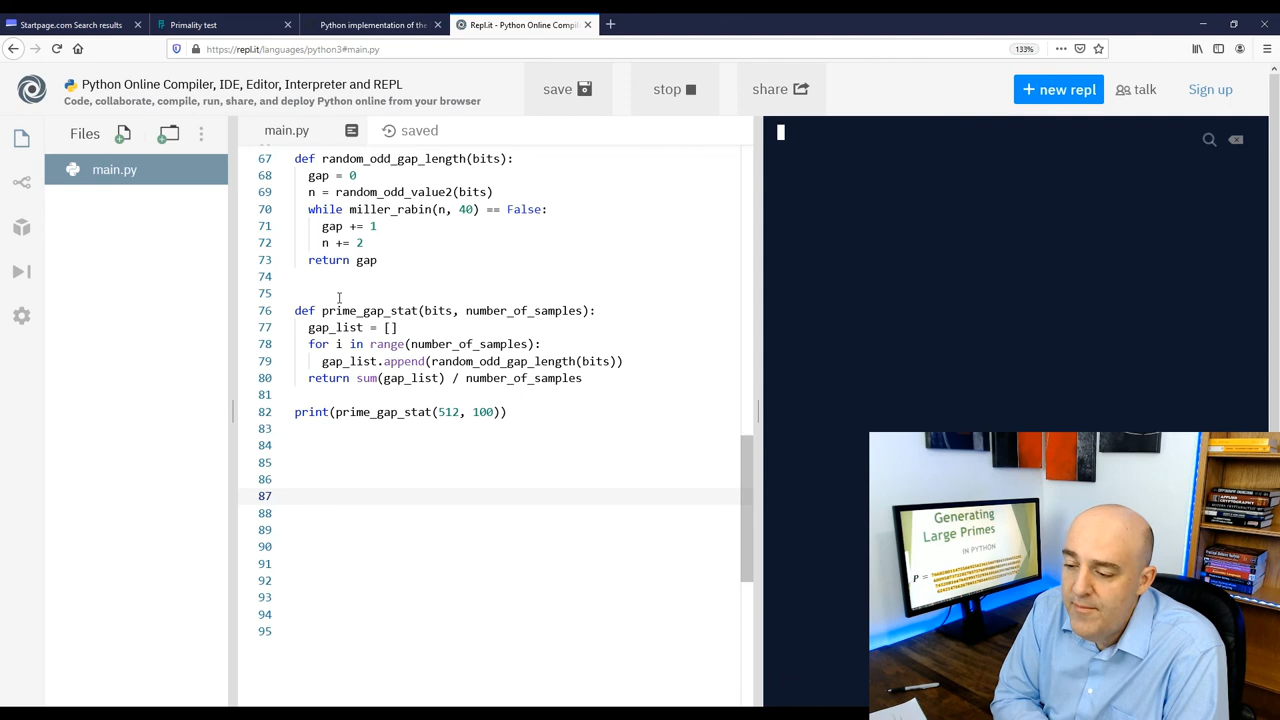 Startpage.com Search results
Primality test
Python implementation of the
Repl.it - Python Online Compil
https://repl.it/languages/python3#main.py
133%
Python Online Compiler, IDE, Editor, Interpreter and REPL
Code, collaborate, compile, run, share, and deploy Python online from your browser
save
stop
share
+ new repl
talk
Sign up
Files
main.py
saved
main.py
67 def random_odd_gap_length(bits):
68 gap = 0
69 n = random_odd_value2(bits)
70 while miller_rabin(n, 40) == False:
71 gap += 1
72 n += 2
73 return gap
74
75
76 def prime_gap_stat(bits, number_of_samples):
77 gap_list = []
78 for i in range(number_of_samples):
79 gap_list.append(random_odd_gap_length(bits))
80 return sum(gap_list) / number_of_samples
81
82 print(prime_gap_stat(512, 100))
83
84
85
86
87
88
89
90
91
92
93
94
95
Generating
Large Primes
IN PYTHON
P =